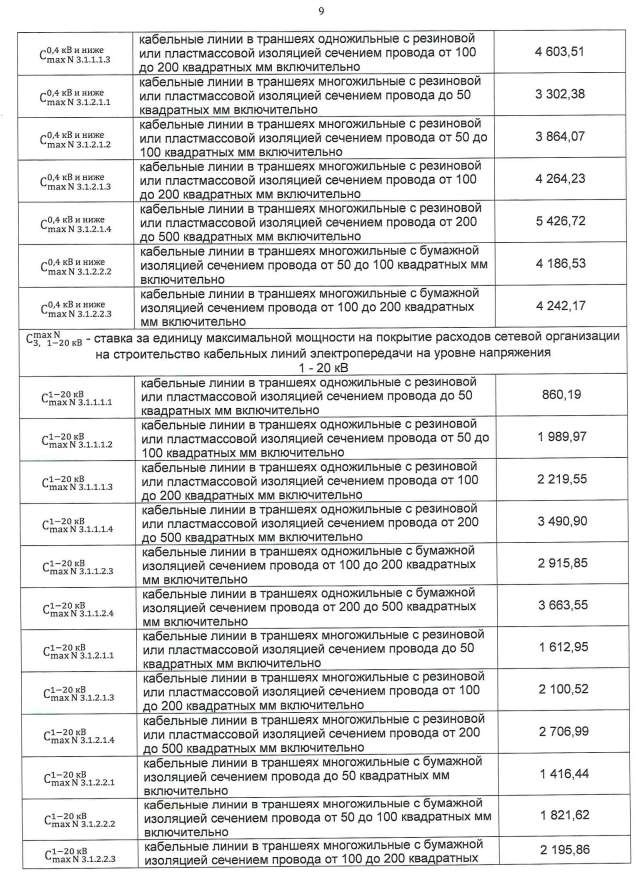 9
C 0,4 кВ и ниже max N 3.1.1.1.3
кабельные линии в траншеях одножильные с резиновой
или пластмассовой изоляцией сечением провода от 100
до 200 квадратных мм включительно
4 603,51
C 0,4 кВ и ниже max N 3.1.2.1.1
кабельные линии в траншеях многожильные с резиновой
или пластмассовой изоляцией сечением провода до 50
квадратных мм включительно
3 302,38
C 0,4 кВ и ниже max N 3.1.2.1.2
кабельные линии в траншеях многожильные с резиновой
или пластмассовой изоляцией сечением провода от 50 до
100 квадратных мм включительно
3 864,07
C 0,4 кВ и ниже max N 3.1.2.1.3
кабельные линии в траншеях многожильные с резиновой
или пластмассовой изоляцией сечением провода от 100
до 200 квадратных мм включительно
4 264,23
C 0,4 кВ и ниже max N 3.1.2.1.4
кабельные линии в траншеях многожильные с резиновой
или пластмассовой изоляцией сечением провода от 200
до 500 квадратных мм включительно
5 426,72
C 0,4 кВ и ниже max N 3.1.2.2.2
кабельные линии в траншеях многожильные с бумажной
изоляцией сечением провода от 50 до 100 квадратных мм
включительно
4 186,53
C 0,4 кВ и ниже max N 3.1.2.2.3
кабельные линии в траншеях многожильные с бумажной
изоляцией сечением провода от 100 до 200 квадратных
мм включительно
4 242,17
C max N 3, 1−20 кВ - ставка за единицу максимальной мощности на покрытие расходов сетевой организации
на строительство кабельных линий электропередачи на уровне напряжения
1 - 20 кВ
C 1−20 кВ max N 3.1.1.1.1
кабельные линии в траншеях одножильные с резиновой
или пластмассовой изоляцией сечением провода до 50
квадратных мм включительно
860,19
C 1−20 кВ max N 3.1.1.1.2
кабельные линии в траншеях одножильные с резиновой
или пластмассовой изоляцией сечением провода от 50 до
100 квадратных мм включительно
1 989,97
C 1−20 кВ max N 3.1.1.1.3
кабельные линии в траншеях одножильные с резиновой
или пластмассовой изоляцией сечением провода от 100
до 200 квадратных мм включительно
2 219,55
C 1−20 кВ max N 3.1.1.1.4
кабельные линии в траншеях одножильные с резиновой
или пластмассовой изоляцией сечением провода от 200
до 500 квадратных мм включительно
3 490,90
C 1−20 кВ max N 3.1.1.2.3
кабельные линии в траншеях одножильные с бумажной
изоляцией сечением провода от 100 до 200 квадратных
мм включительно
2 915,85
C 1−20 кВ max N 3.1.1.2.4
кабельные линии в траншеях одножильные с бумажной
изоляцией сечением провода от 200 до 500 квадратных
мм включительно
3 663,55
C 1−20 кВ max N 3.1.2.1.1
кабельные линии в траншеях многожильные с резиновой
или пластмассовой изоляцией сечением провода до 50
квадратных мм включительно
1 612,95
C 1−20 кВ max N 3.1.2.1.3
кабельные линии в траншеях многожильные с резиновой
или пластмассовой изоляцией сечением провода от 100
до 200 квадратных мм включительно
2 100,52
C 1−20 кВ max N 3.1.2.1.4
кабельные линии в траншеях многожильные с резиновой
или пластмассовой изоляцией сечением провода от 200
до 500 квадратных мм включительно
2 706,99
C 1−20 кВ max N 3.1.2.2.1
кабельные линии в траншеях многожильные с бумажной
изоляцией сечением провода до 50 квадратных мм
включительно
1 416,44
C 1−20 кВ max N 3.1.2.2.2
кабельные линии в траншеях многожильные с бумажной
изоляцией сечением провода от 50 до 100 квадратных мм
включительно
1 821,62
C 1−20 кВ max N 3.1.2.2.3
кабельные линии в траншеях многожильные с бумажной
изоляцией сечением провода от 100 до 200 квадратных
2 195,86